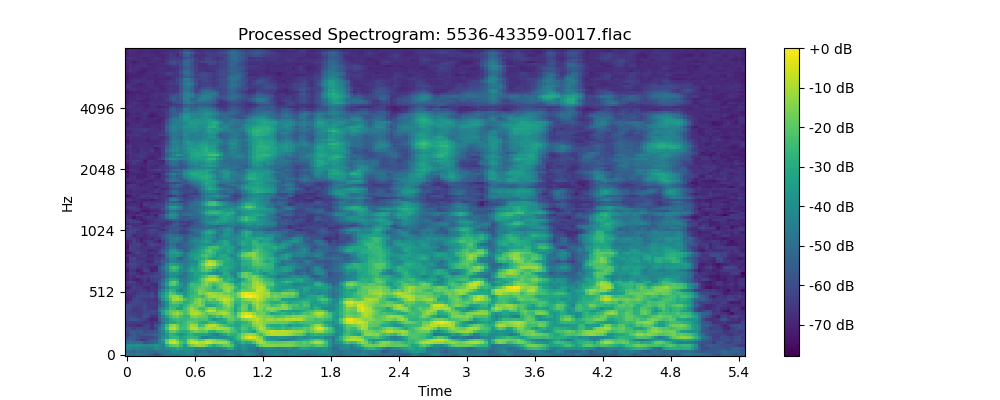 Processed Spectrogram: 5536-43359-0017.flac
Hz
4096
2048
1024
512
0
0 0.6 1.2 1.8 2.4 3 3.6 4.2 4.8 5.4
Time
+0 dB
-10 dB
-20 dB
-30 dB
-40 dB
-50 dB
-60 dB
-70 dB